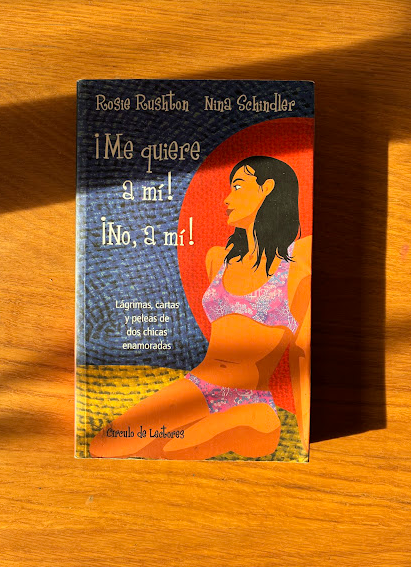 Rosie Rushton Nina Schindler
¡Me quiere
a mí!
¡No, a mí!
Lágrimas, cartas
y peleas de
dos chicas
enamoradas
Círculo de Lectores